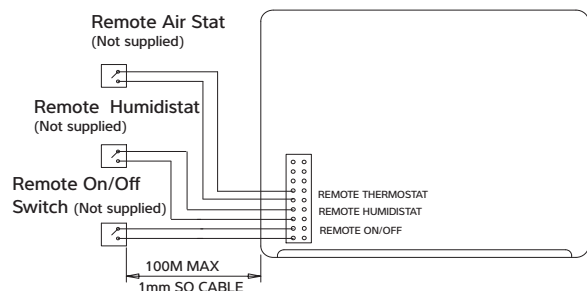 Remote Air Stat
(Not supplied)
Remote Humidistat
(Not supplied)
Remote On/Off
Switch (Not supplied)
REMOTE THERMOSTAT
REMOTE HUMIDISTAT
REMOTE ON/OFF
100M MAX
1mm SQ CABLE